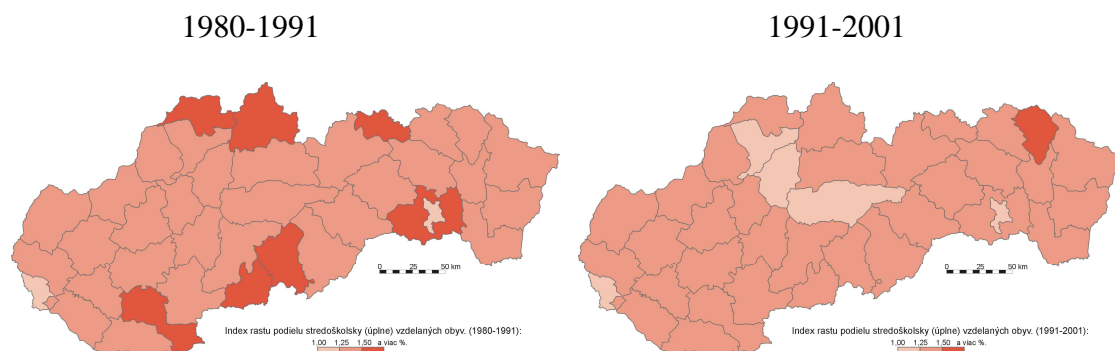 1980-1991
1991-2001
0 25 50 km
0 25 50 km
Index rastu podielu stredoškolsky (úplne) vzdelaných obyv. (1980-1991):
1,00 1,25 1,50 a viac %.
Index rastu podielu stredoškolsky (úplne) vzdelaných obyv. (1991-2001):
1,00 1,25 1,50 a viac %.